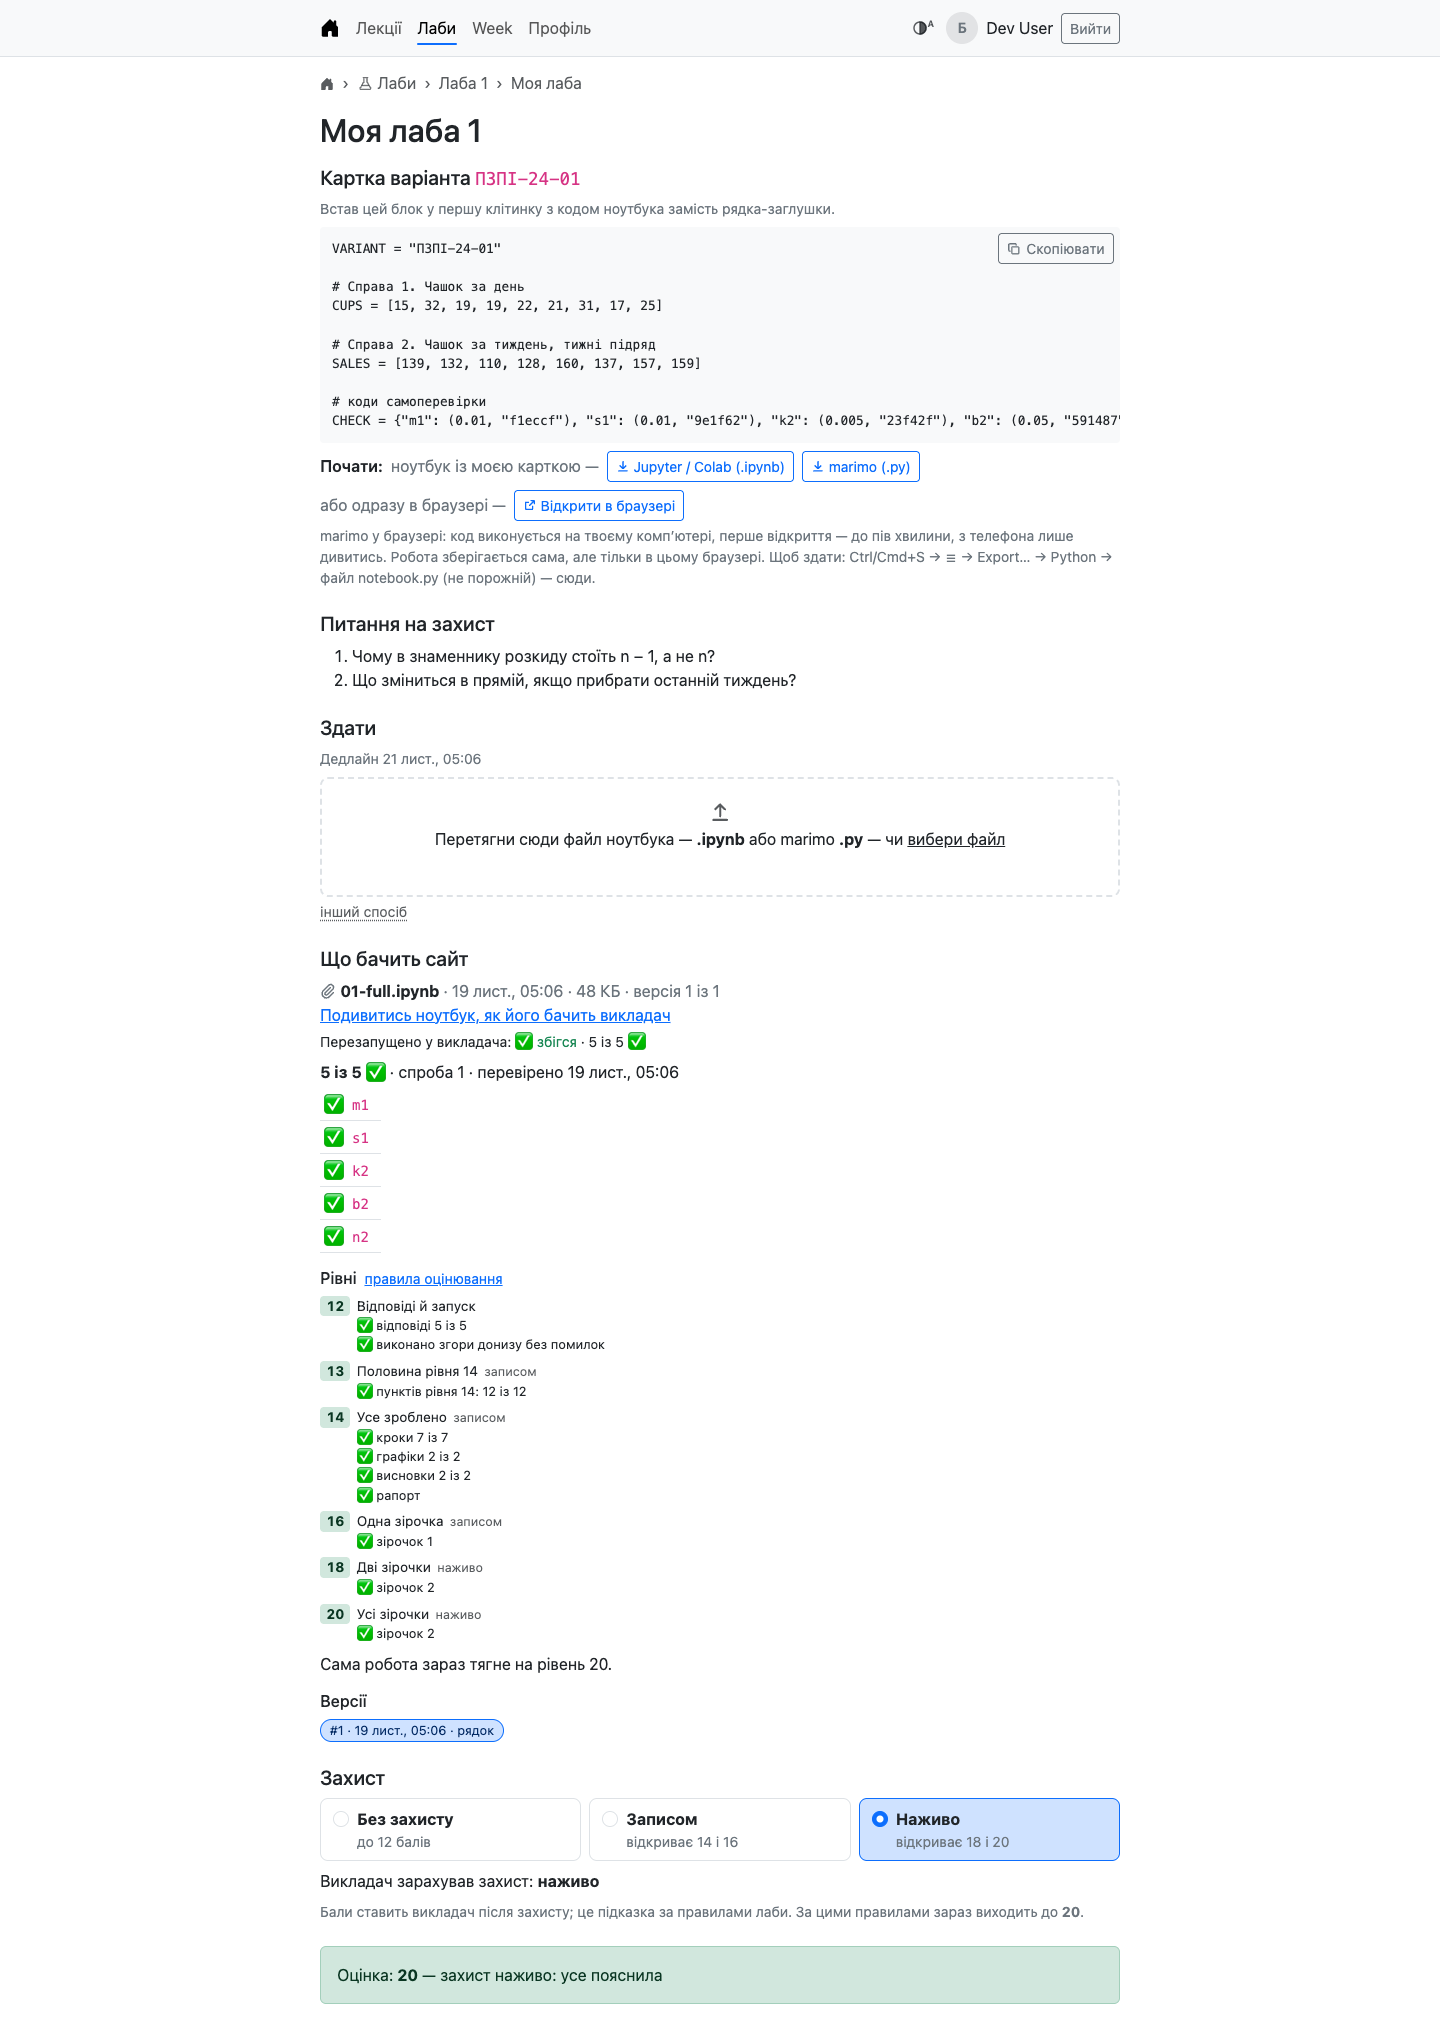 Лекції Лаби Week Профіль A Б Dev User Вийти
› Лаби › Лаба 1 › Моя лаба
Моя лаба 1
Картка варіанта ПЗПІ-24-01
Встав цей блок у першу клітинку з кодом ноутбука замість рядка-заглушки.
VARIANT = "ПЗПІ-24-01"
Скопіювати
# Справа 1. Чашок за день
CUPS = [15, 32, 19, 19, 22, 21, 31, 17, 25]
# Справа 2. Чашок за тиждень, тижні підряд
SALES = [139, 132, 110, 128, 160, 137, 157, 159]
# коди самоперевірки
CHECK = {"m1": (0.01, "f1eccf"), "s1": (0.01, "9e1f62"), "k2": (0.005, "23f42f"), "b2": (0.05, "591487"
Почати: ноутбук із моєю карткою — Jupyter / Colab (.ipynb) marimo (.py)
або одразу в браузері — Відкрити в браузері
marimo у браузері: код виконується на твоєму комп’ютері, перше відкриття — до пів хвилини, з телефона лише
дивитись. Робота зберігається сама, але тільки в цьому браузері. Щоб здати: Ctrl/Cmd+S → ≡ → Export… → Python →
файл notebook.py (не порожній) — сюди.
Питання на захист
1. Чому в знаменнику розкиду стоїть n − 1, а не n?
2. Що зміниться в прямій, якщо прибрати останній тиждень?
Здати
Дедлайн 21 лист., 05:06
Перетягни сюди файл ноутбука — .ipynb або marimo .py — чи вибери файл
інший спосіб
Що бачить сайт
01-full.ipynb · 19 лист., 05:06 · 48 КБ · версія 1 із 1
Подивитись ноутбук, як його бачить викладач
Перезапущено у викладача: ✅ збігся · 5 із 5 ✅
5 із 5 ✅ · спроба 1 · перевірено 19 лист., 05:06
✅ m1
✅ s1
✅ k2
✅ b2
✅ n2
Рівні правила оцінювання
12 Відповіді й запуск
✅ відповіді 5 із 5
✅ виконано згори донизу без помилок
13 Половина рівня 14 записом
✅ пунктів рівня 14: 12 із 12
14 Усе зроблено записом
✅ кроки 7 із 7
✅ графіки 2 із 2
✅ висновки 2 із 2
✅ рапорт
16 Одна зірочка записом
✅ зірочок 1
18 Дві зірочки наживо
✅ зірочок 2
20 Усі зірочки наживо
✅ зірочок 2
Сама робота зараз тягне на рівень 20.
Версії
#1 · 19 лист., 05:06 · рядок
Захист
Без захисту Записом Наживо
до 12 балів відкриває 14 і 16 відкриває 18 і 20
Викладач зарахував захист: наживо
Бали ставить викладач після захисту; це підказка за правилами лаби. За цими правилами зараз виходить до 20.
Оцінка: 20 — захист наживо: усе пояснила